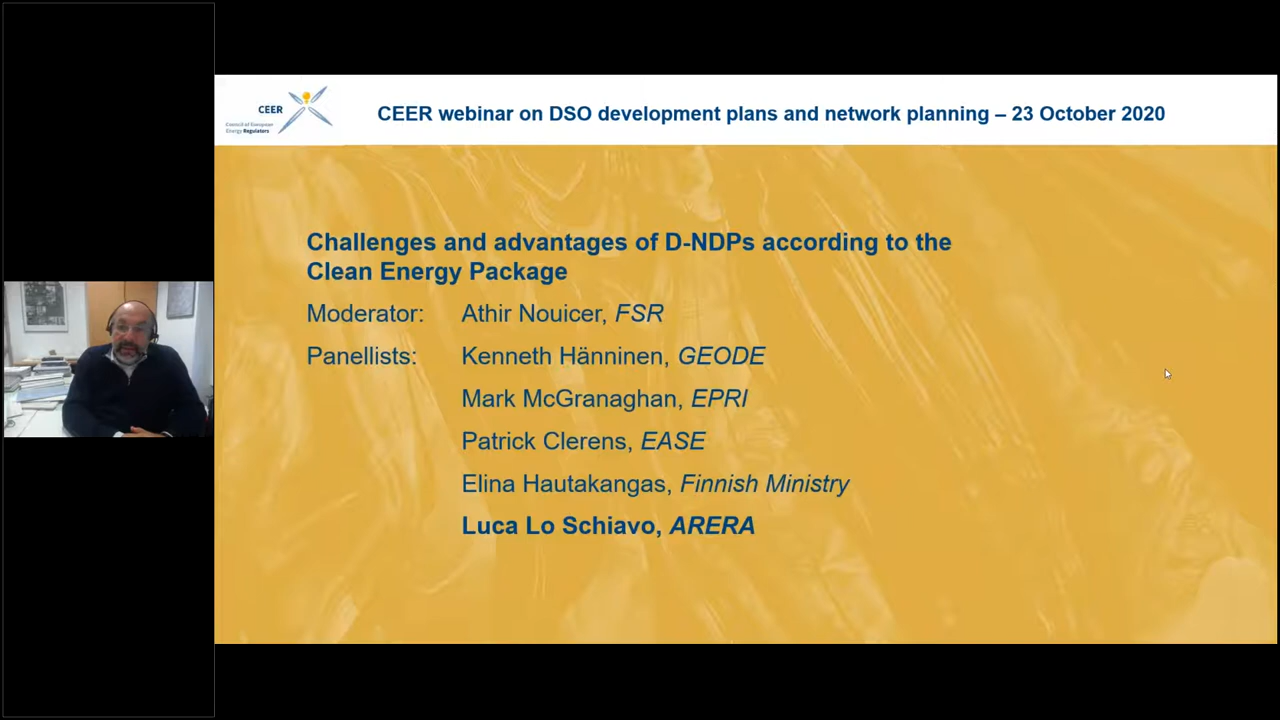 CEER
Council of European
Energy Regulators
CEER webinar on DSO development plans and network planning – 23 October 2020
Challenges and advantages of D-NDPs according to the
Clean Energy Package
Moderator: Athir Nouicer, FSR
Panellists: Kenneth Hänninen, GEODE
Mark McGranaghan, EPRI
Patrick Clerens, EASE
Elina Hautakangas, Finnish Ministry
Luca Lo Schiavo, ARERA